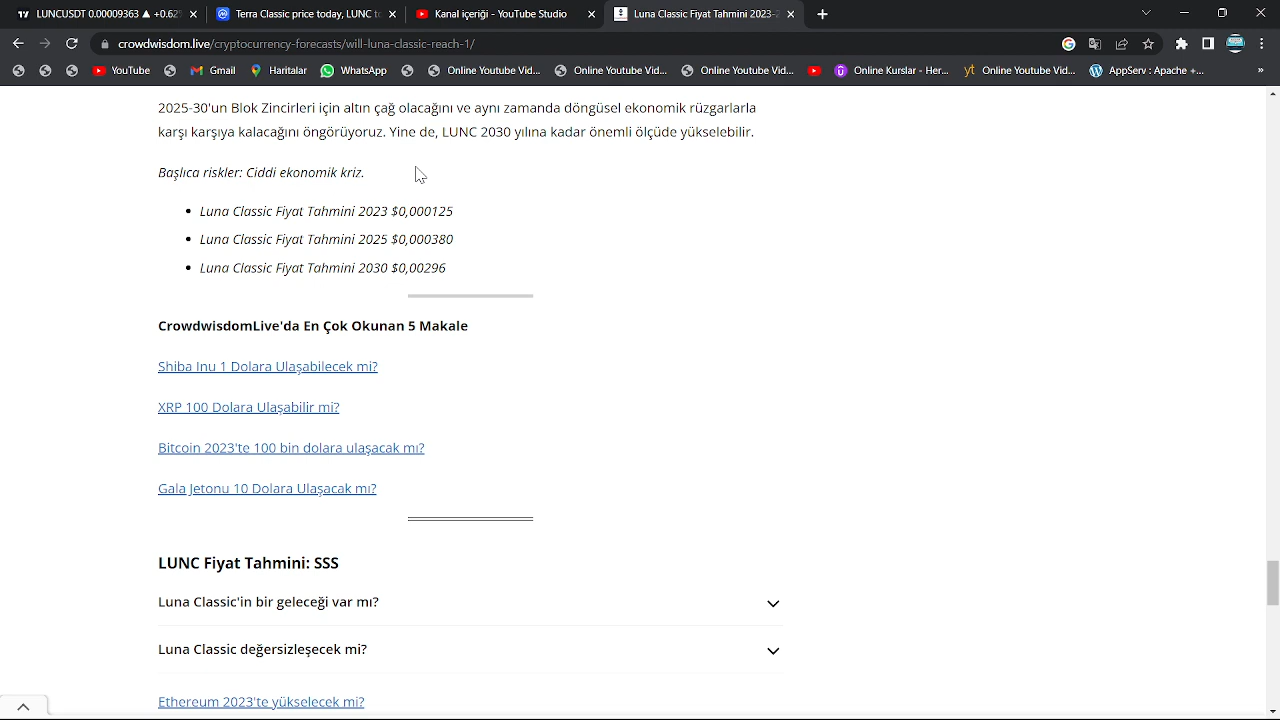 LUNCUSDT 0.00009363 ▲ +0.62
Terra Classic price today, LUNC to
Kanal içeriği - YouTube Studio
Luna Classic Fiyat Tahmini 2023-2
crowdwisdom.live/cryptocurrency-forecasts/will-luna-classic-reach-1/
YouTube
Gmail
Haritalar
WhatsApp
Online Youtube Vid...
Online Youtube Vid...
Online Youtube Vid...
Online Kurslar - Her...
Online Youtube Vid...
AppServ : Apache +...
2025-30'un Blok Zincirleri için altın çağ olacağını ve aynı zamanda döngüsel ekonomik rüzgarlarla
karşı karşıya kalacağını öngörüyoruz. Yine de, LUNC 2030 yılına kadar önemli ölçüde yükselebilir.
Başlıca riskler: Ciddi ekonomik kriz.
• Luna Classic Fiyat Tahmini 2023 $0,000125
• Luna Classic Fiyat Tahmini 2025 $0,000380
• Luna Classic Fiyat Tahmini 2030 $0,00296
CrowdwisdomLive'da En Çok Okunan 5 Makale
Shiba Inu 1 Dolara Ulaşabilecek mi?
XRP 100 Dolara Ulaşabilir mi?
Bitcoin 2023'te 100 bin dolara ulaşacak mı?
Gala Jetonu 10 Dolara Ulaşacak mı?
LUNC Fiyat Tahmini: SSS
Luna Classic'in bir geleceği var mı?
Luna Classic değersizleşecek mi?
Ethereum 2023'te yükselecek mi?